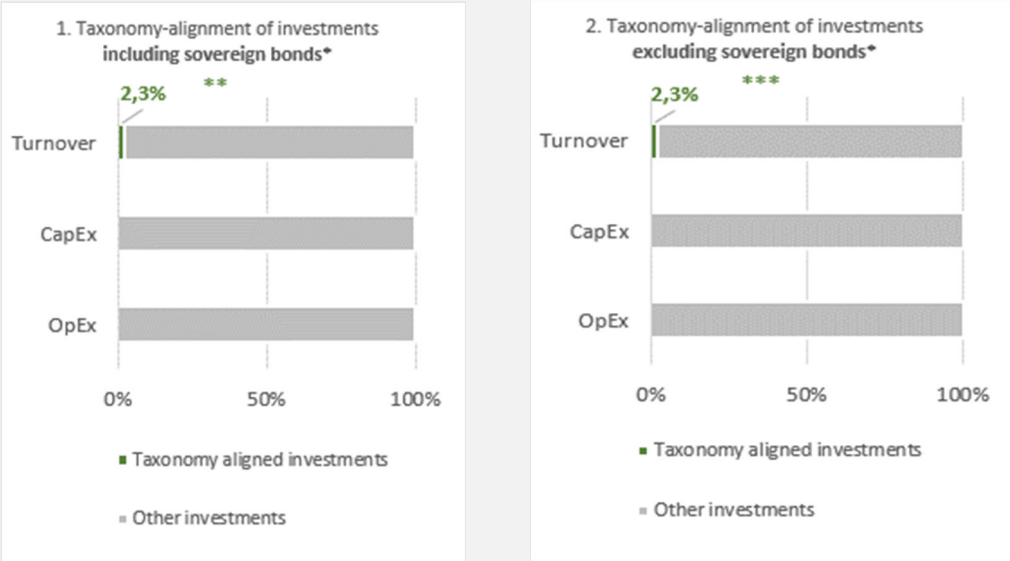 1. Taxonomy-alignment of investments
including sovereign bonds*
**
2,3%
Turnover
CapEx
OpEx
0%
50%
100%
Taxonomy aligned investments
Other investments
2. Taxonomy-alignment of investments
excluding sovereign bonds*
***
2,3%
Turnover
CapEx
OpEx
0%
50%
100%
Taxonomy aligned investments
Other investments